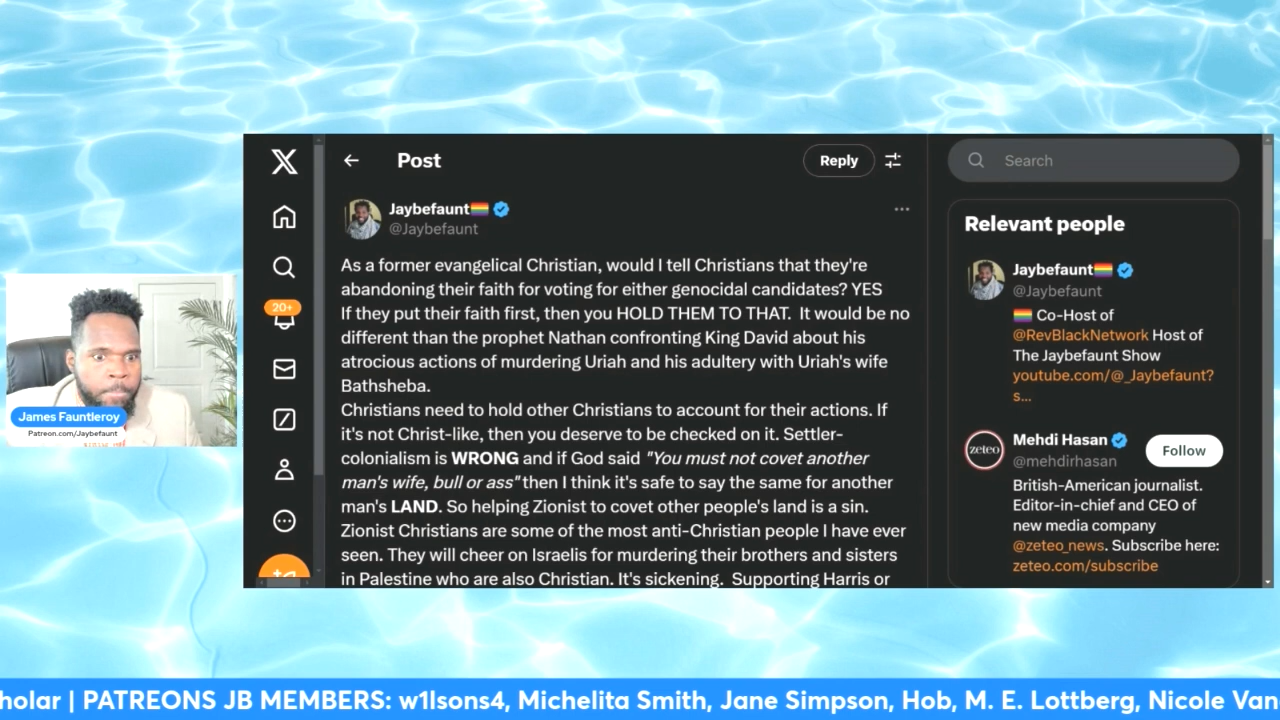 Post
Reply
Search
Jaybefaunt
@Jaybefaunt
As a former evangelical Christian, would I tell Christians that they're
abandoning their faith for voting for either genocidal candidates? YES
If they put their faith first, then you HOLD THEM TO THAT. It would be no
different than the prophet Nathan confronting King David about his
atrocious actions of murdering Uriah and his adultery with Uriah's wife
Bathsheba.
Christians need to hold other Christians to account for their actions. If
it's not Christ-like, then you deserve to be checked on it. Settler-
colonialism is WRONG and if God said "You must not covet another
man's wife, bull or ass" then I think it's safe to say the same for another
man's LAND. So helping Zionist to covet other people's land is a sin.
Zionist Christians are some of the most anti-Christian people I have ever
seen. They will cheer on Israelis for murdering their brothers and sisters
in Palestine who are also Christian. It's sickening. Supporting Harris or
Relevant people
Jaybefaunt
@Jaybefaunt
Co-Host of
@RevBlackNetwork Host of
The Jaybefaunt Show
youtube.com/@_Jaybefaunt?
s...
zeteo
Mehdi Hasan
@mehdirhasan
Follow
British-American journalist.
Editor-in-chief and CEO of
new media company
@zeteo_news. Subscribe here:
zeteo.com/subscribe
20+
James Fauntleroy
Patreon.com/Jaybefaunt
holar | PATREONS JB MEMBERS: w1lsons4, Michelita Smith, Jane Simpson, Hob, M. E. Lottberg, Nicole Van